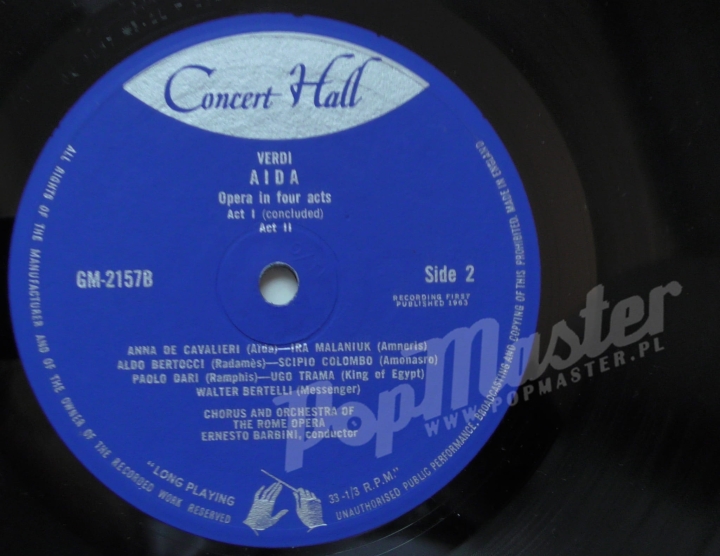 Concert Hall
VERDI
AIDA
Opera in four acts
Act I (concluded)
Act II
GM-2157B
Side 2
RECORDING FIRST
PUBLISHED 1963
ANNA DE CAVALIERI (Aida)—IRA MALANIUK (Amneris)
ALDO BERTOCCI (Radamès)—SCIPIO COLOMBO (Amonasro)
PAOLO DARI (Ramphis)—UGO TRAMA (King of Egypt)
WALTER BERTELLI (Messenger)
CHORUS AND ORCHESTRA OF
THE ROME OPERA
ERNESTO BARBINI, conductor
"LONG PLAYING
33-1/3 R.P.M."
ALL RIGHTS OF THE MANUFACTURER AND OF THE OWNER OF THE RECORDED WORK RESERVED
UNAUTHORISED PUBLIC PERFORMANCE, BROADCASTING AND COPYING OF THIS PROHIBITED. MADE IN ENGLAND
PopMaster
WWW.POPMASTER.PL